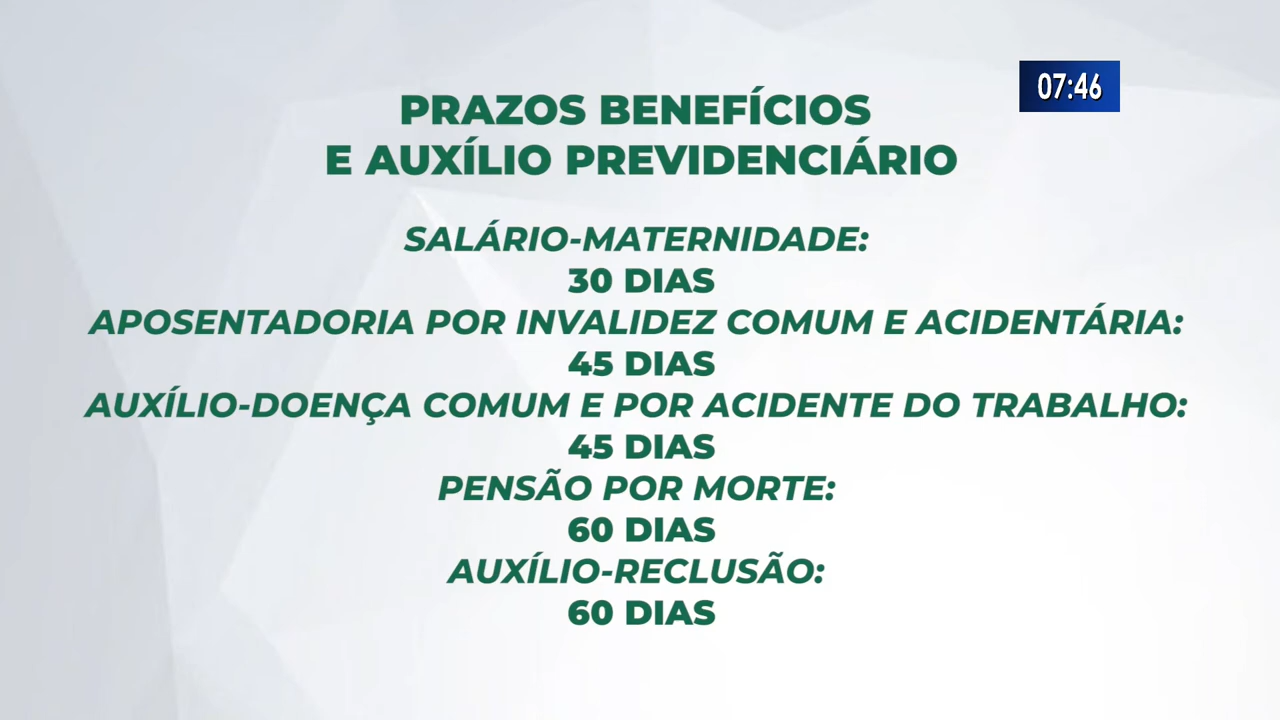 07:46
PRAZOS BENEFÍCIOS
E AUXÍLIO PREVIDENCIÁRIO
SALÁRIO-MATERNIDADE:
30 DIAS
APOSENTADORIA POR INVALIDEZ COMUM E ACIDENTÁRIA:
45 DIAS
AUXÍLIO-DOENÇA COMUM E POR ACIDENTE DO TRABALHO:
45 DIAS
PENSÃO POR MORTE:
60 DIAS
AUXÍLIO-RECLUSÃO:
60 DIAS